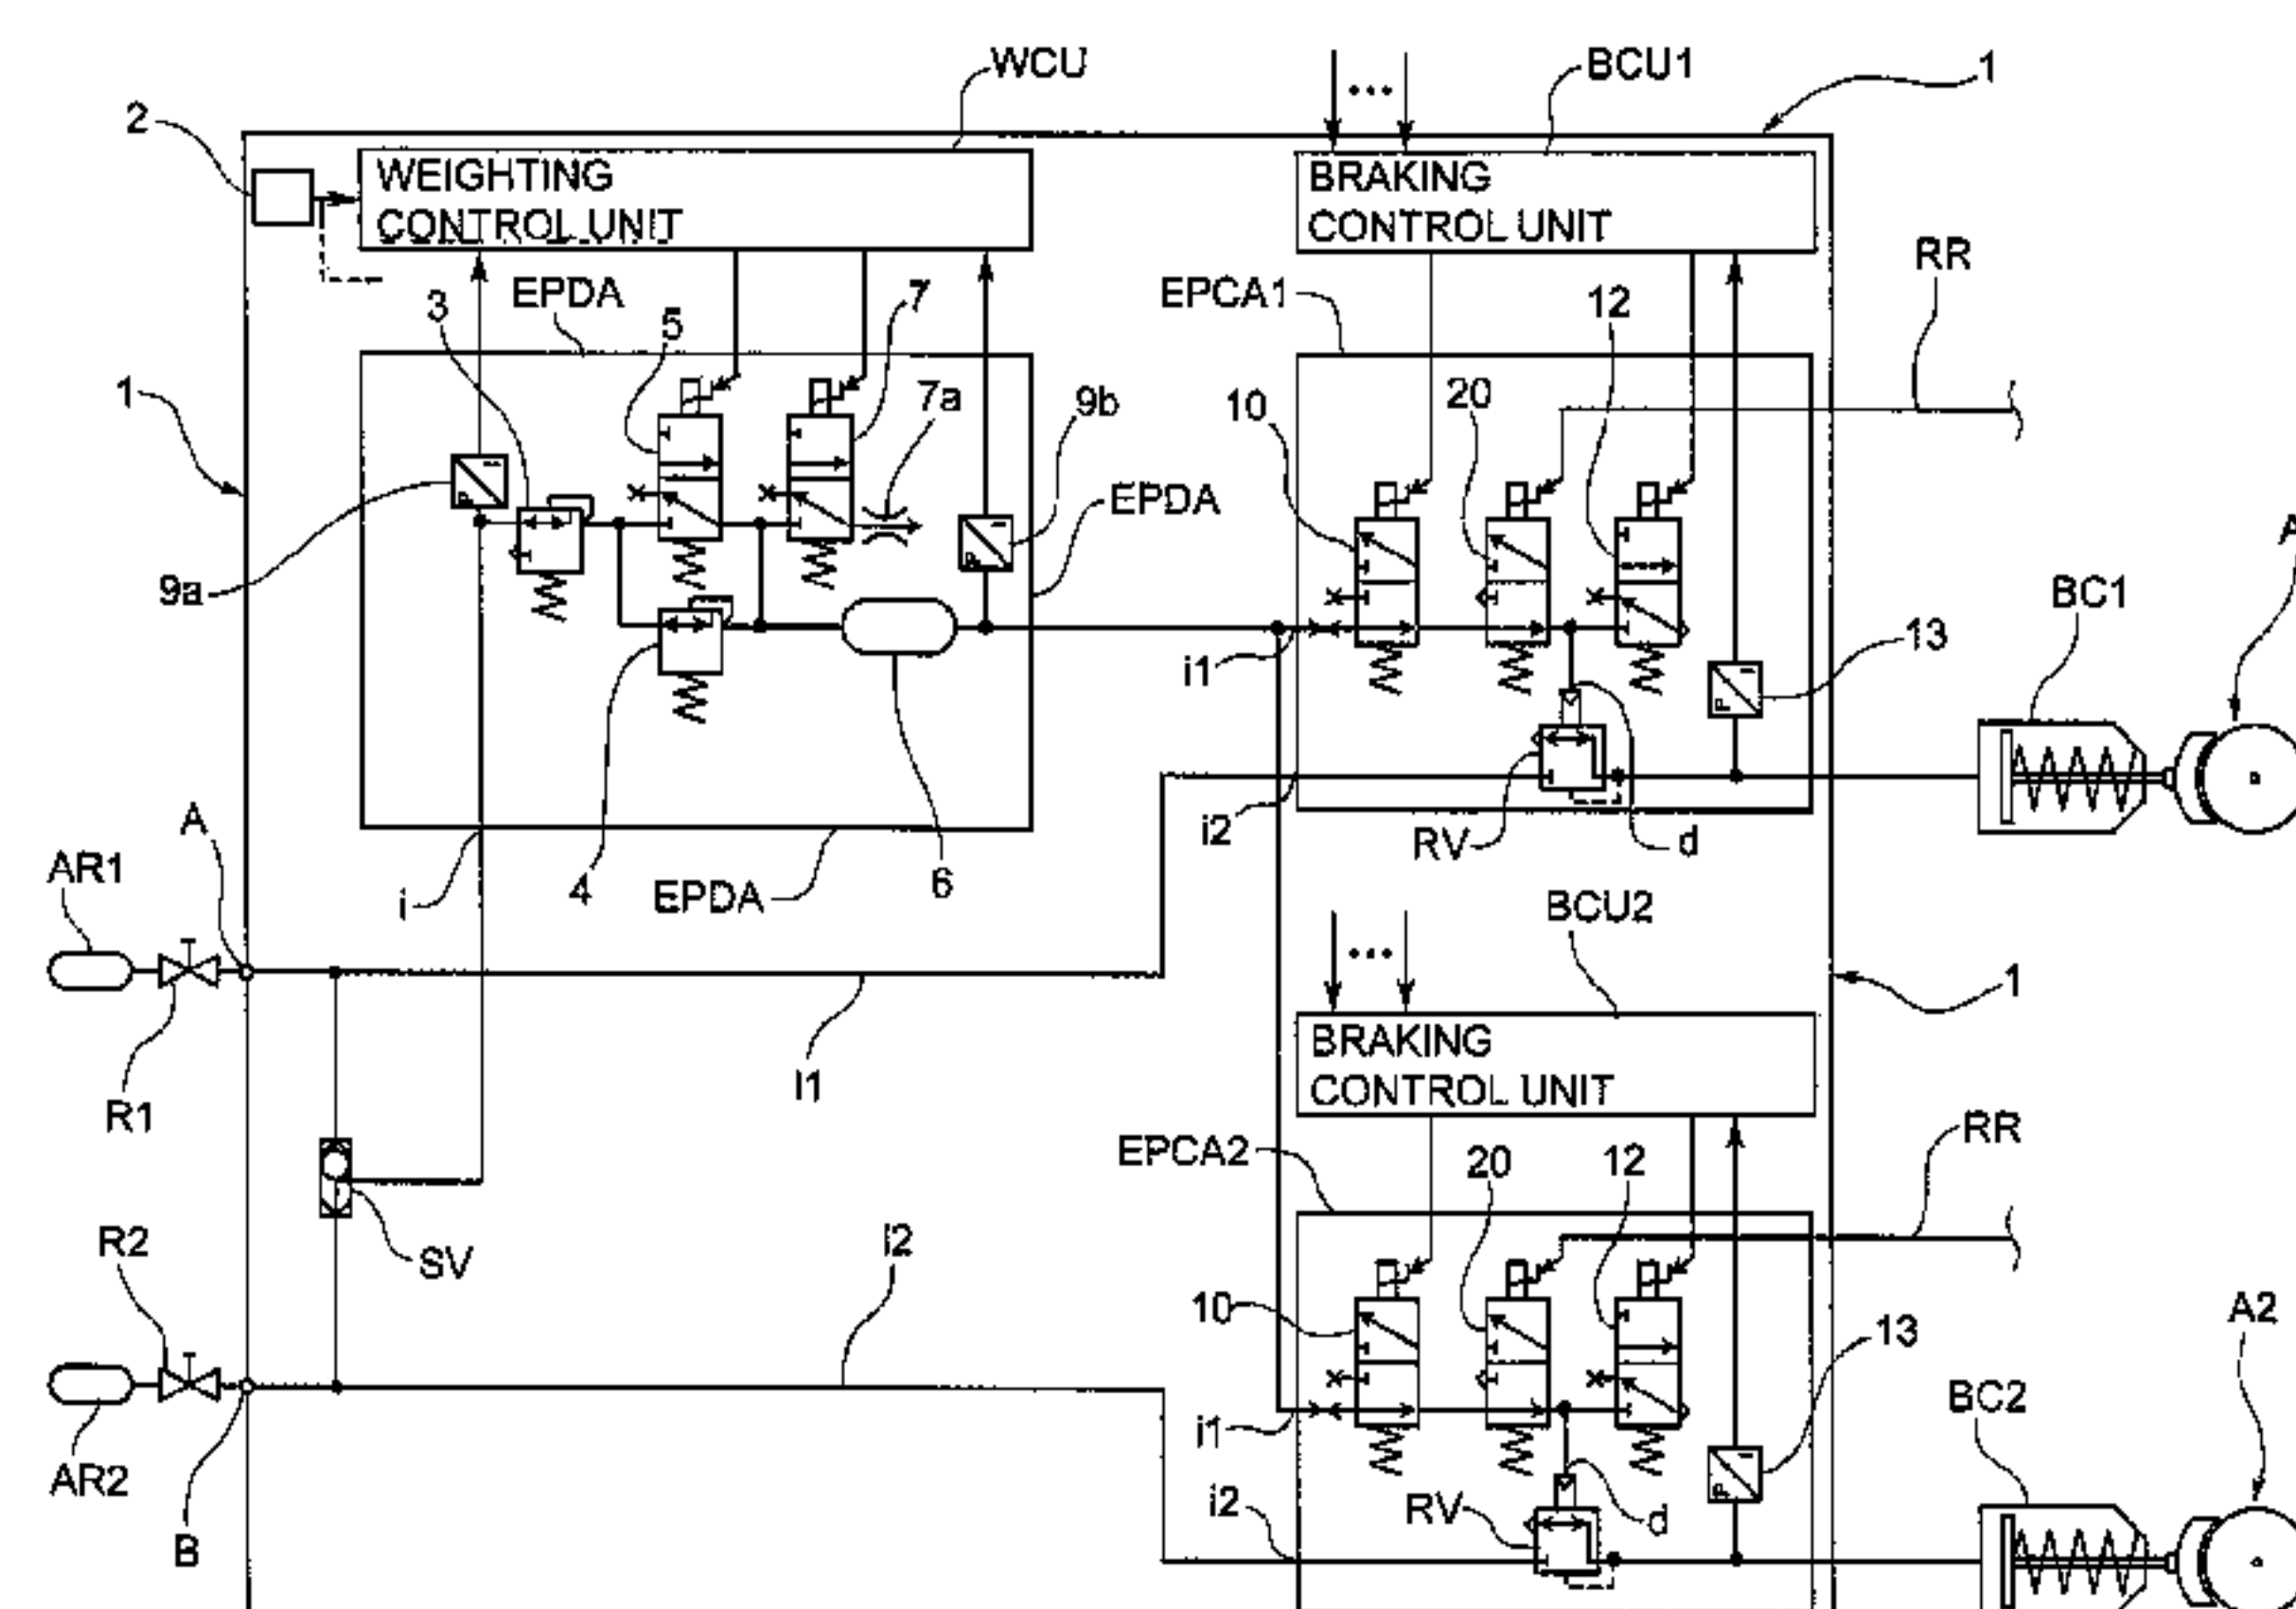 WCU
BCU1
1
2
WEIGHTING
CONTROL UNIT
BRAKING
CONTROL UNIT
RR
EPDA
3
5
7
EPCA1
12
1
7a
9b
10
20
EPDA
9a
BC1
13
i1
A
i2
RV
d
AR1
i
4
EPDA
6
BCU2
1
R1
l1
BRAKING
CONTROL UNIT
RR
EPCA2
20
12
R2
SV
i2
10
13
A2
BC2
AR2
B
i1
i2
RV
d